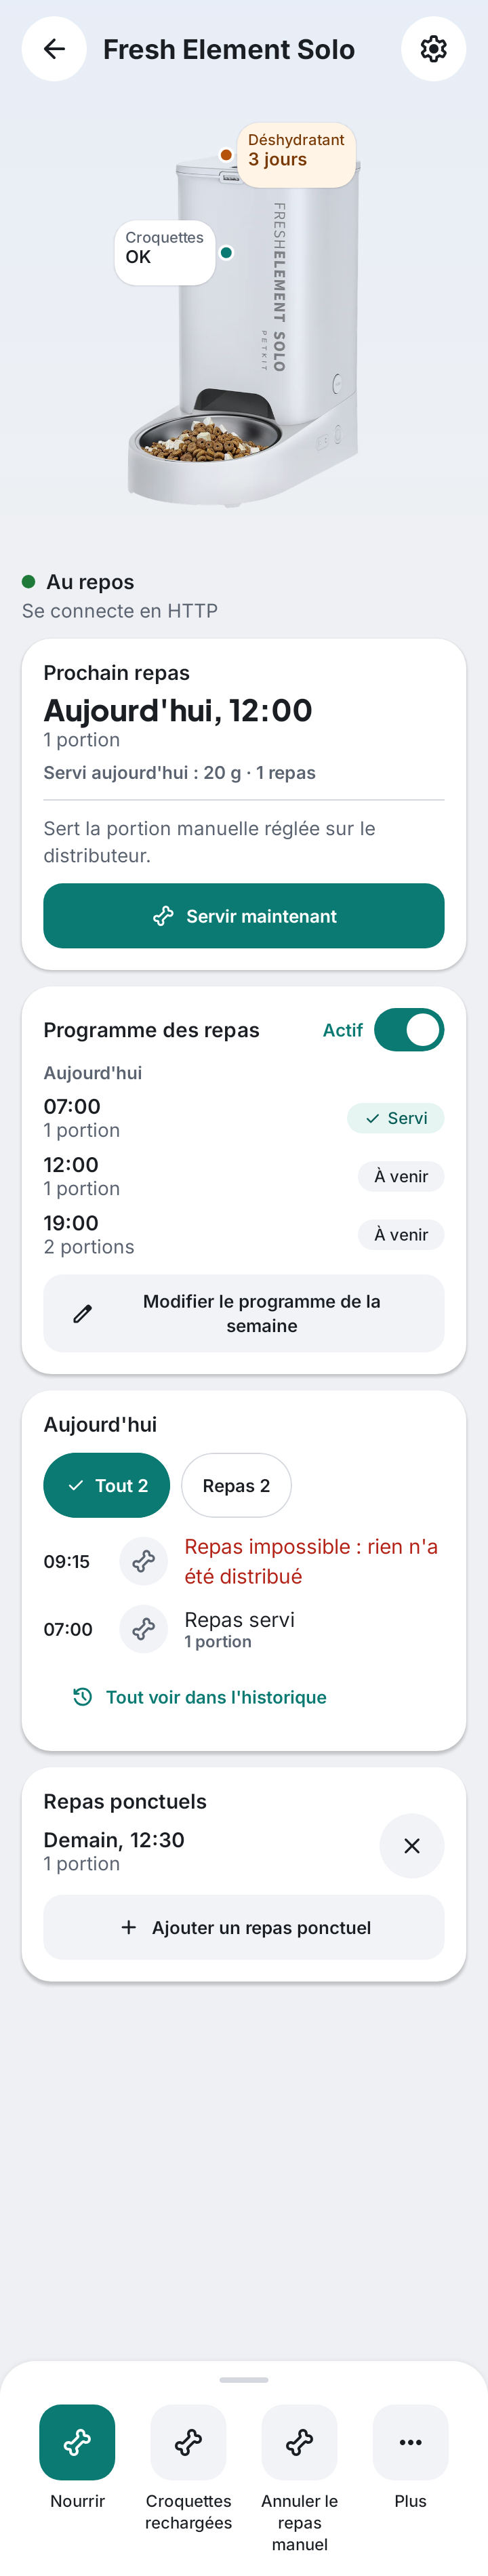 Fresh Element Solo
Déshydratant
3 jours
Croquettes
OK
FRESHELEMENT SOLO
PETKIT
Au repos
Se connecte en HTTP
Prochain repas
Aujourd'hui, 12:00
1 portion
Servi aujourd'hui : 20 g · 1 repas
Sert la portion manuelle réglée sur le
distributeur.
Servir maintenant
Programme des repas
Actif
Aujourd'hui
07:00
1 portion
Servi
12:00
1 portion
À venir
19:00
2 portions
À venir
Modifier le programme de la
semaine
Aujourd'hui
Tout 2
Repas 2
09:15
Repas impossible : rien n'a
été distribué
07:00
Repas servi
1 portion
Tout voir dans l'historique
Repas ponctuels
Demain, 12:30
1 portion
Ajouter un repas ponctuel
Nourrir
Croquettes
rechargées
Annuler le
repas
manuel
Plus